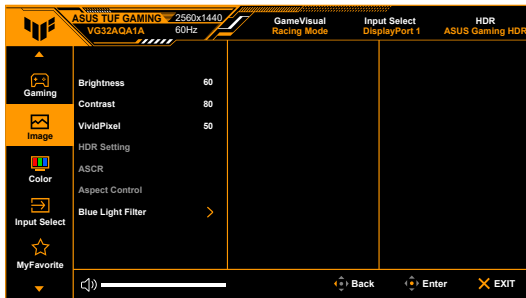 ASUS TUF GAMING 2560x1440 GameVisual Input Select HDR
VG32AQA1A 60Hz Racing Mode DisplayPort 1 ASUS Gaming HDR
Gaming
Image
Color
Input Select
MyFavorite
Brightness 60
Contrast 80
VividPixel 50
HDR Setting
ASCR
Aspect Control
Blue Light Filter
Back Enter EXIT